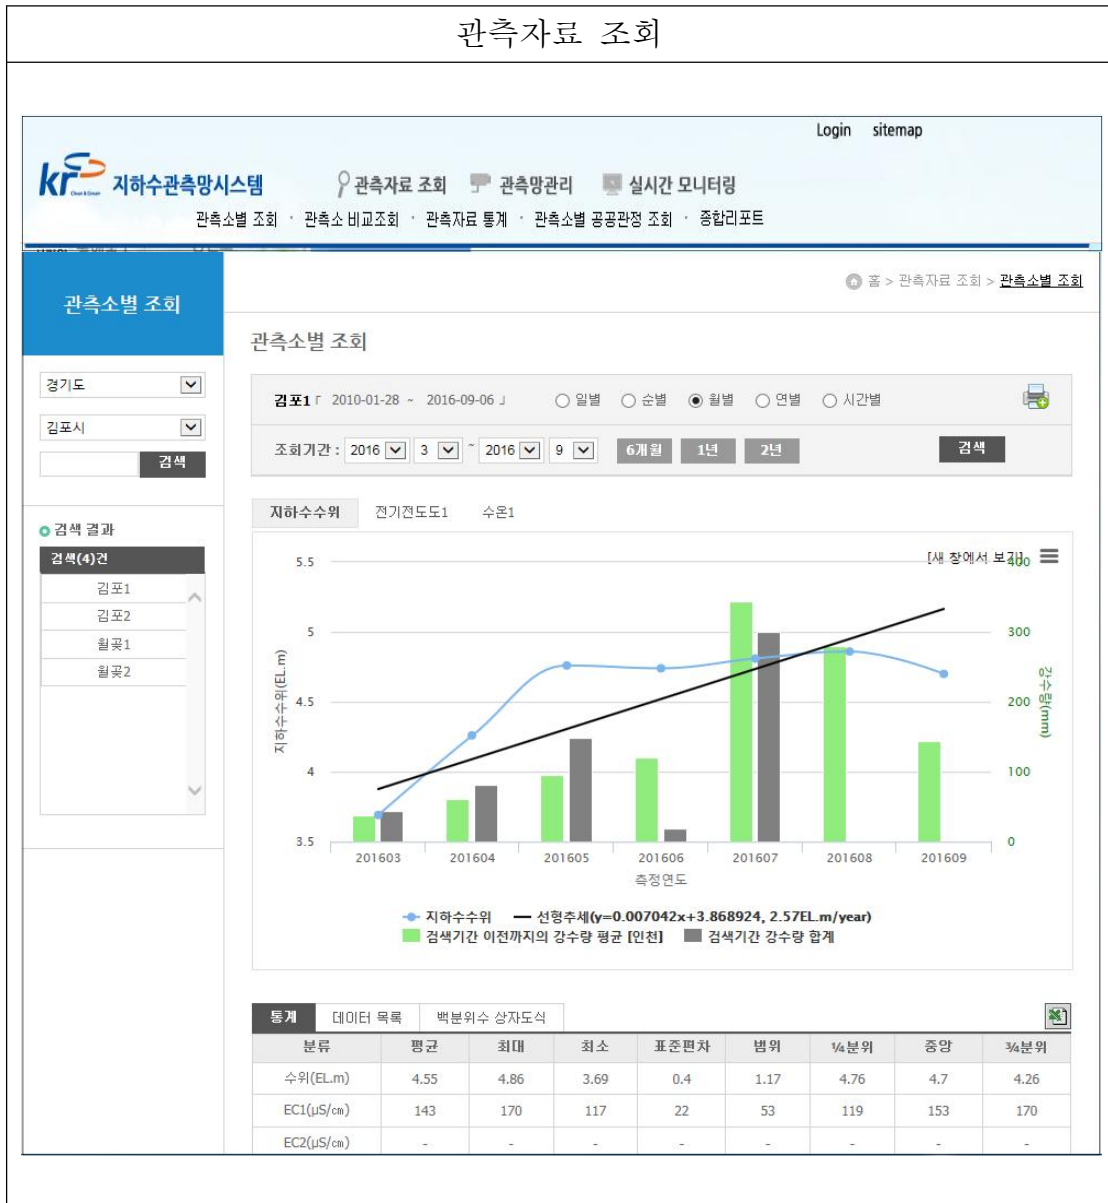 관측자료 조회
Login sitemap
kr 지하수관측망시스템 관측자료 조회 관측망관리 실시간 모니터링
관측소별 조회 · 관측소 비교조회 · 관측자료 통계 · 관측소별 공공관정 조회 · 종합리포트
홈 > 관측자료 조회 > 관측소별 조회
관측소별 조회
관측소별 조회
경기도
김포시
검색
검색 결과
검색(4)건
김포1
김포2
월곶1
월곶2
김포1 「 2010-01-28 ~ 2016-09-06 」 일별 순별 월별 연별 시간별
조회기간 : 2016 3 ~ 2016 9 6개월 1년 2년 검색
지하수수위 전기전도도1 수온1
[새 창에서 보기]
5.5
5
4.5
4
3.5
지하수수위(EL.m)
400
300
200
100
0
강수량(mm)
201603 201604 201605 201606 201607 201608 201609
측정연도
지하수수위 선형추세(y=0.007042x+3.868924, 2.57EL.m/year)
검색기간 이전까지의 강수량 평균 [인천] 검색기간 강수량 합계
통계 데이터 목록 백분위수 상자도식
분류 평균 최대 최소 표준편차 범위 ¼분위 중앙 ¾분위
수위(EL.m) 4.55 4.86 3.69 0.4 1.17 4.76 4.7 4.26
EC1(μS/㎝) 143 170 117 22 53 119 153 170
EC2(μS/㎝) - - - - - - - -